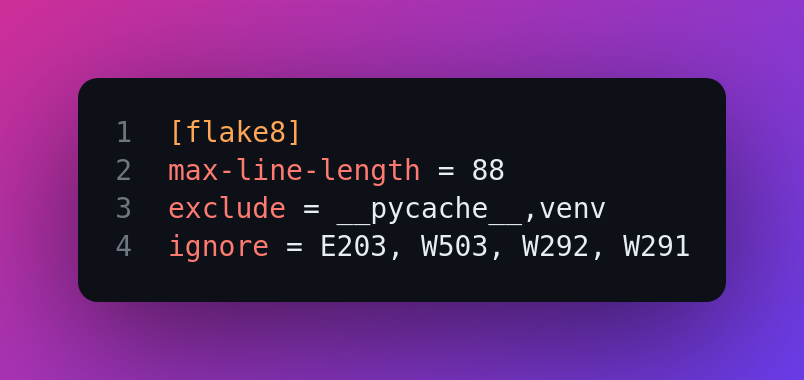 1 [flake8]
2 max-line-length = 88
3 exclude = __pycache__,venv
4 ignore = E203, W503, W292, W291